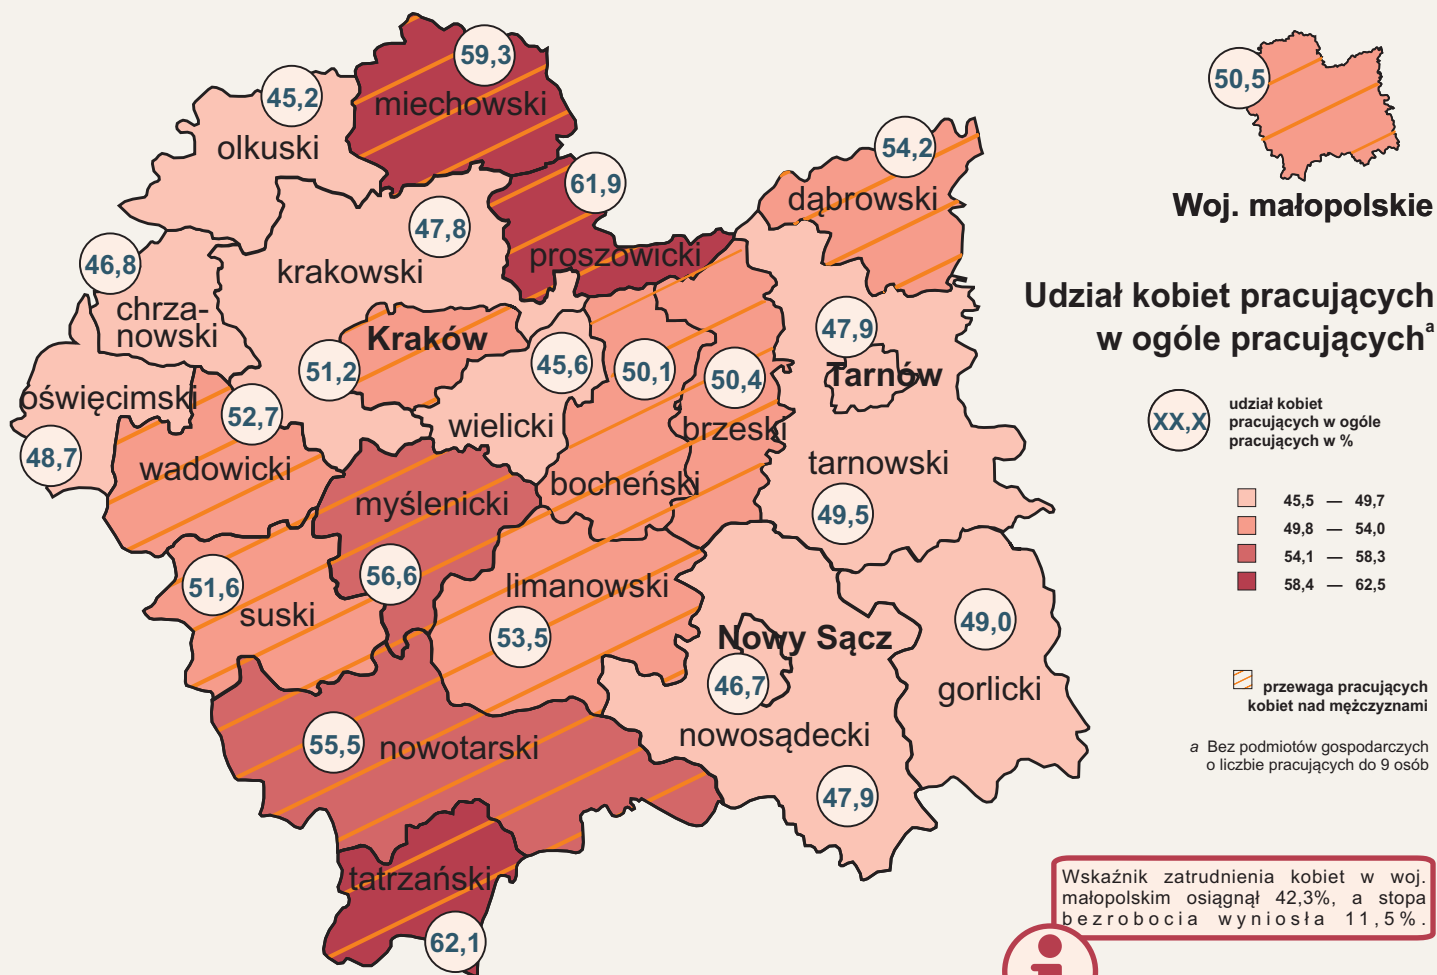 59,3
miechowski
45,2
olkuski
61,9
proszowicki
54,2
dąbrowski
47,8
krakowski
46,8
chrza-
nowski
Kraków
51,2
45,6
wielicki
50,1
bocheński
50,4
brzeski
47,9
Tarnów
tarnowski
49,5
oświęcimski
48,7
52,7
wadowicki
myślenicki
56,6
51,6
suski
limanowski
53,5
Nowy Sącz
46,7
nowosądecki
47,9
49,0
gorlicki
55,5
nowotarski
tatrzański
62,1
50,5
Woj. małopolskie
Udział kobiet pracujących
w ogóle pracujących a
XX,X
udział kobiet
pracujących w ogóle
pracujących w %
45,5 — 49,7
49,8 — 54,0
54,1 — 58,3
58,4 — 62,5
przewaga pracujących
kobiet nad mężczyznami
a Bez podmiotów gospodarczych
o liczbie pracujących do 9 osób
Wskaźnik zatrudnienia kobiet w woj.
małopolskim osiągnął 42,3%, a stopa
bezrobocia wyniosła 11,5%.